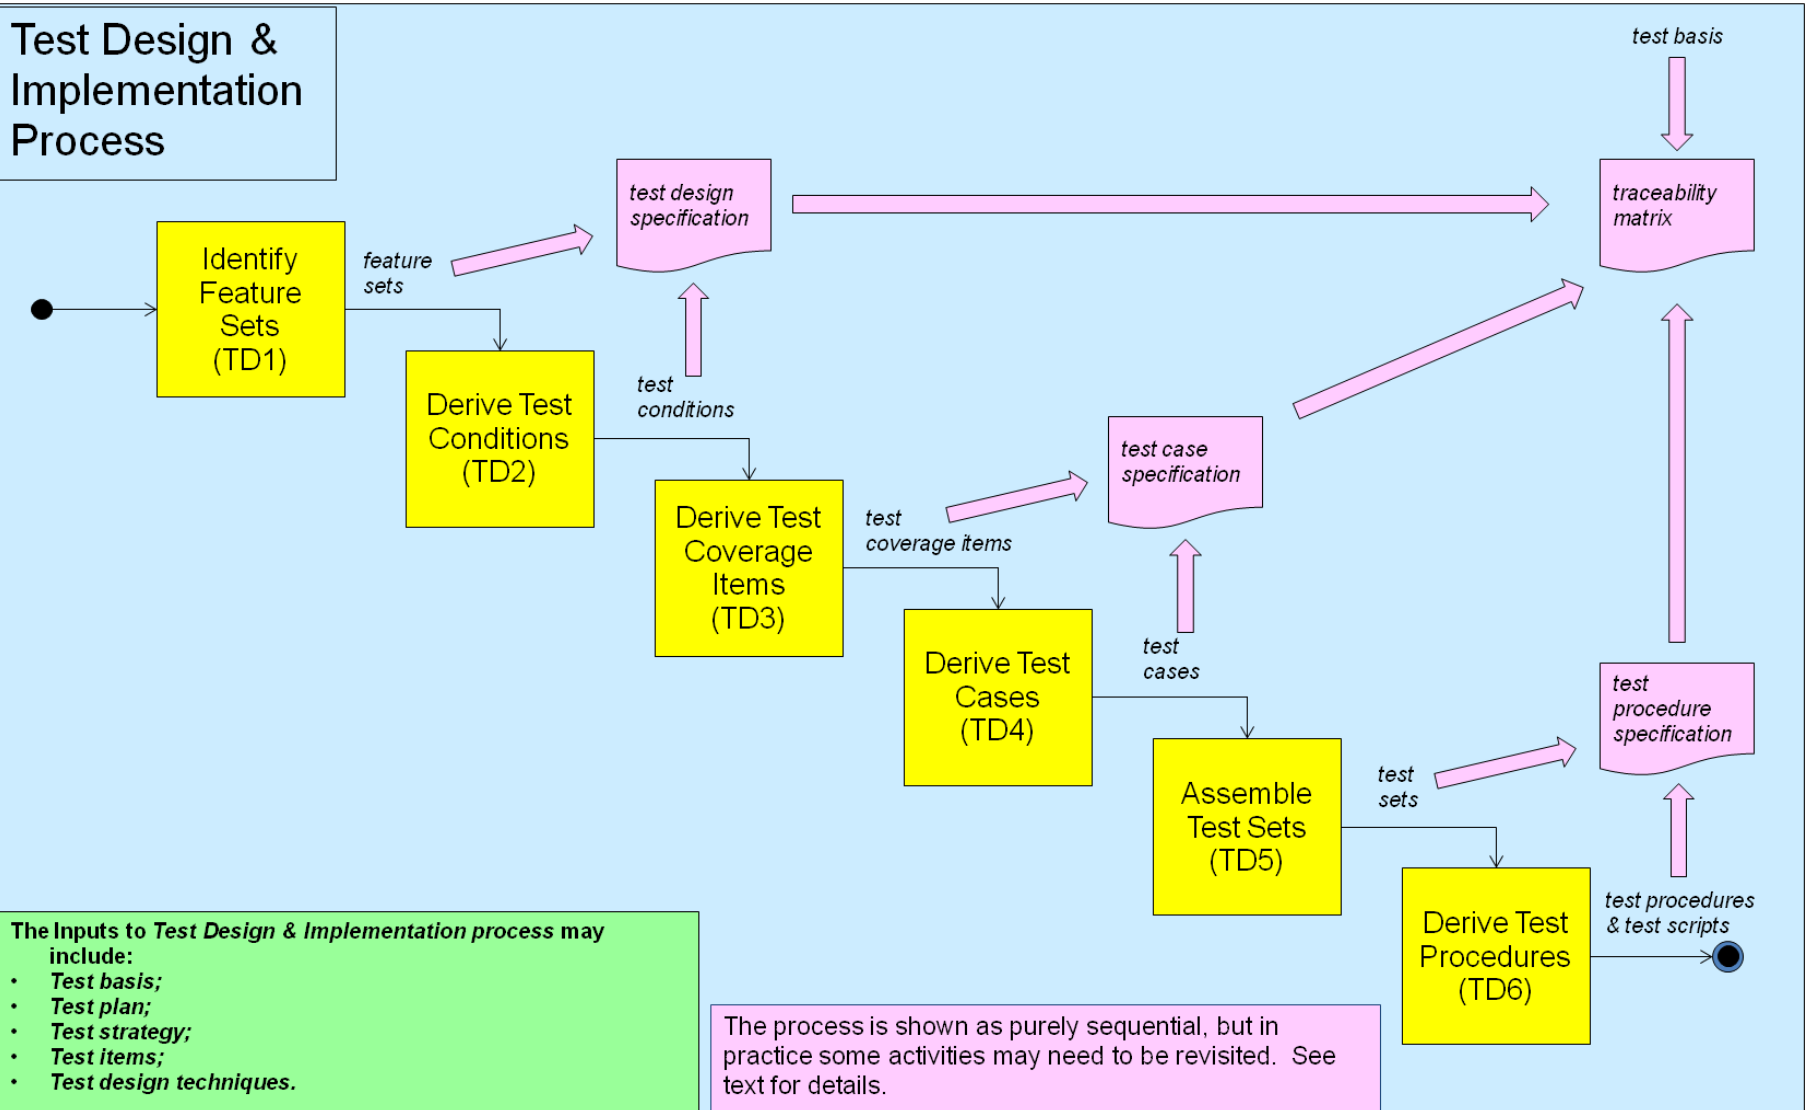 Test Design &
Implementation
Process
test basis
test design
specification
traceability
matrix
Identify
Feature
Sets
(TD1)
feature
sets
Derive Test
Conditions
(TD2)
test
conditions
test case
specification
Derive Test
Coverage
Items
(TD3)
test
coverage items
Derive Test
Cases
(TD4)
test
cases
test
procedure
specification
Assemble
Test Sets
(TD5)
test
sets
Derive Test
Procedures
(TD6)
test procedures
& test scripts
The Inputs to Test Design & Implementation process may
include:
• Test basis;
• Test plan;
• Test strategy;
• Test items;
• Test design techniques.
The process is shown as purely sequential, but in
practice some activities may need to be revisited.  See
text for details.